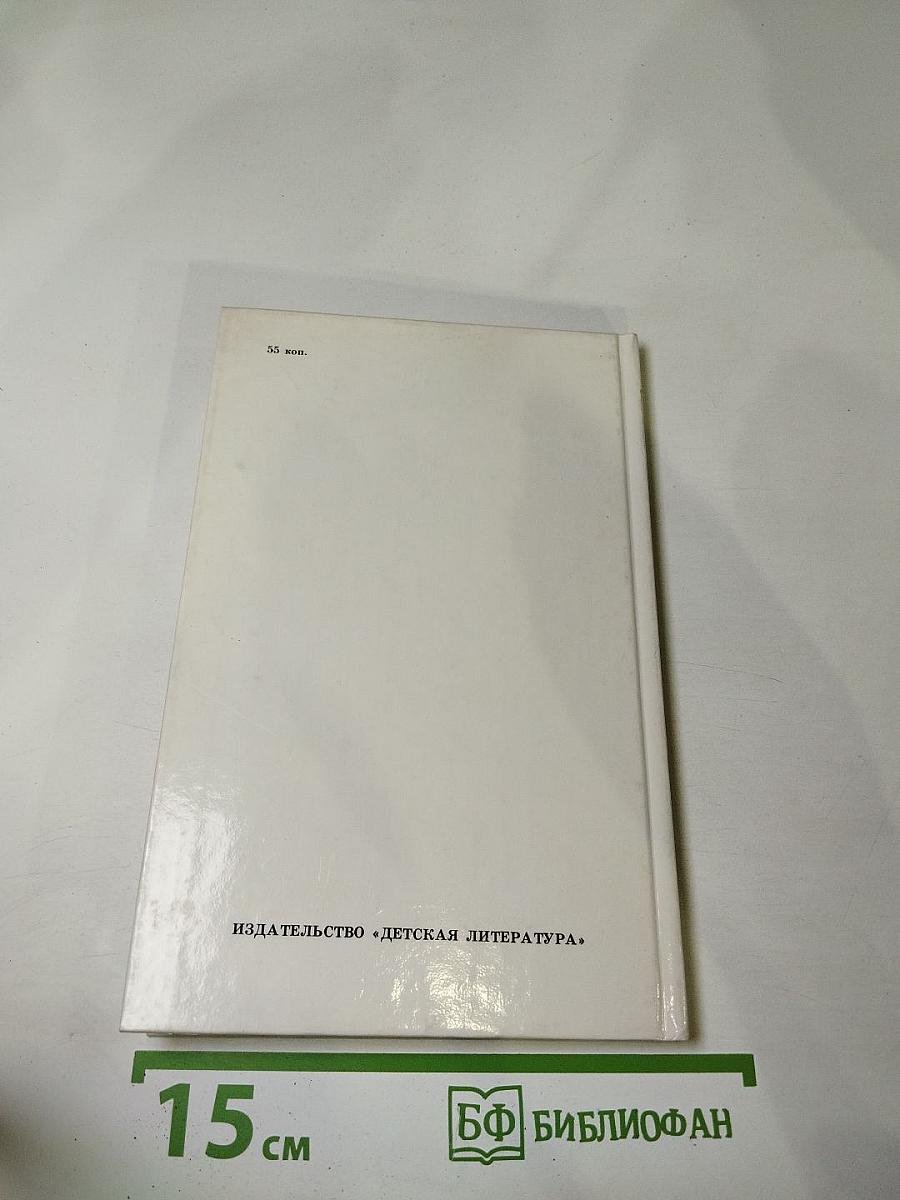 55 коп.
ИЗДАТЕЛЬСТВО «ДЕТСКАЯ ЛИТЕРАТУРА»
15 см
БФ БИБЛИОФАН